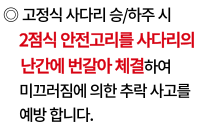 ◎ 고정식 사다리 승/하주 시
2점식 안전고리를 사다리의
난간에 번갈아 체결하여
미끄러짐에 의한 추락 사고를
예방 합니다.